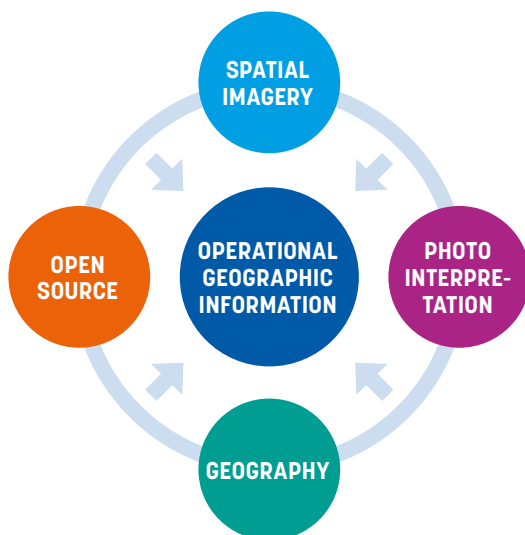 SPATIAL
IMAGERY
OPEN
SOURCE
OPERATIONAL
GEOGRAPHIC
INFORMATION
PHOTO
INTERPRE-
TATION
GEOGRAPHY